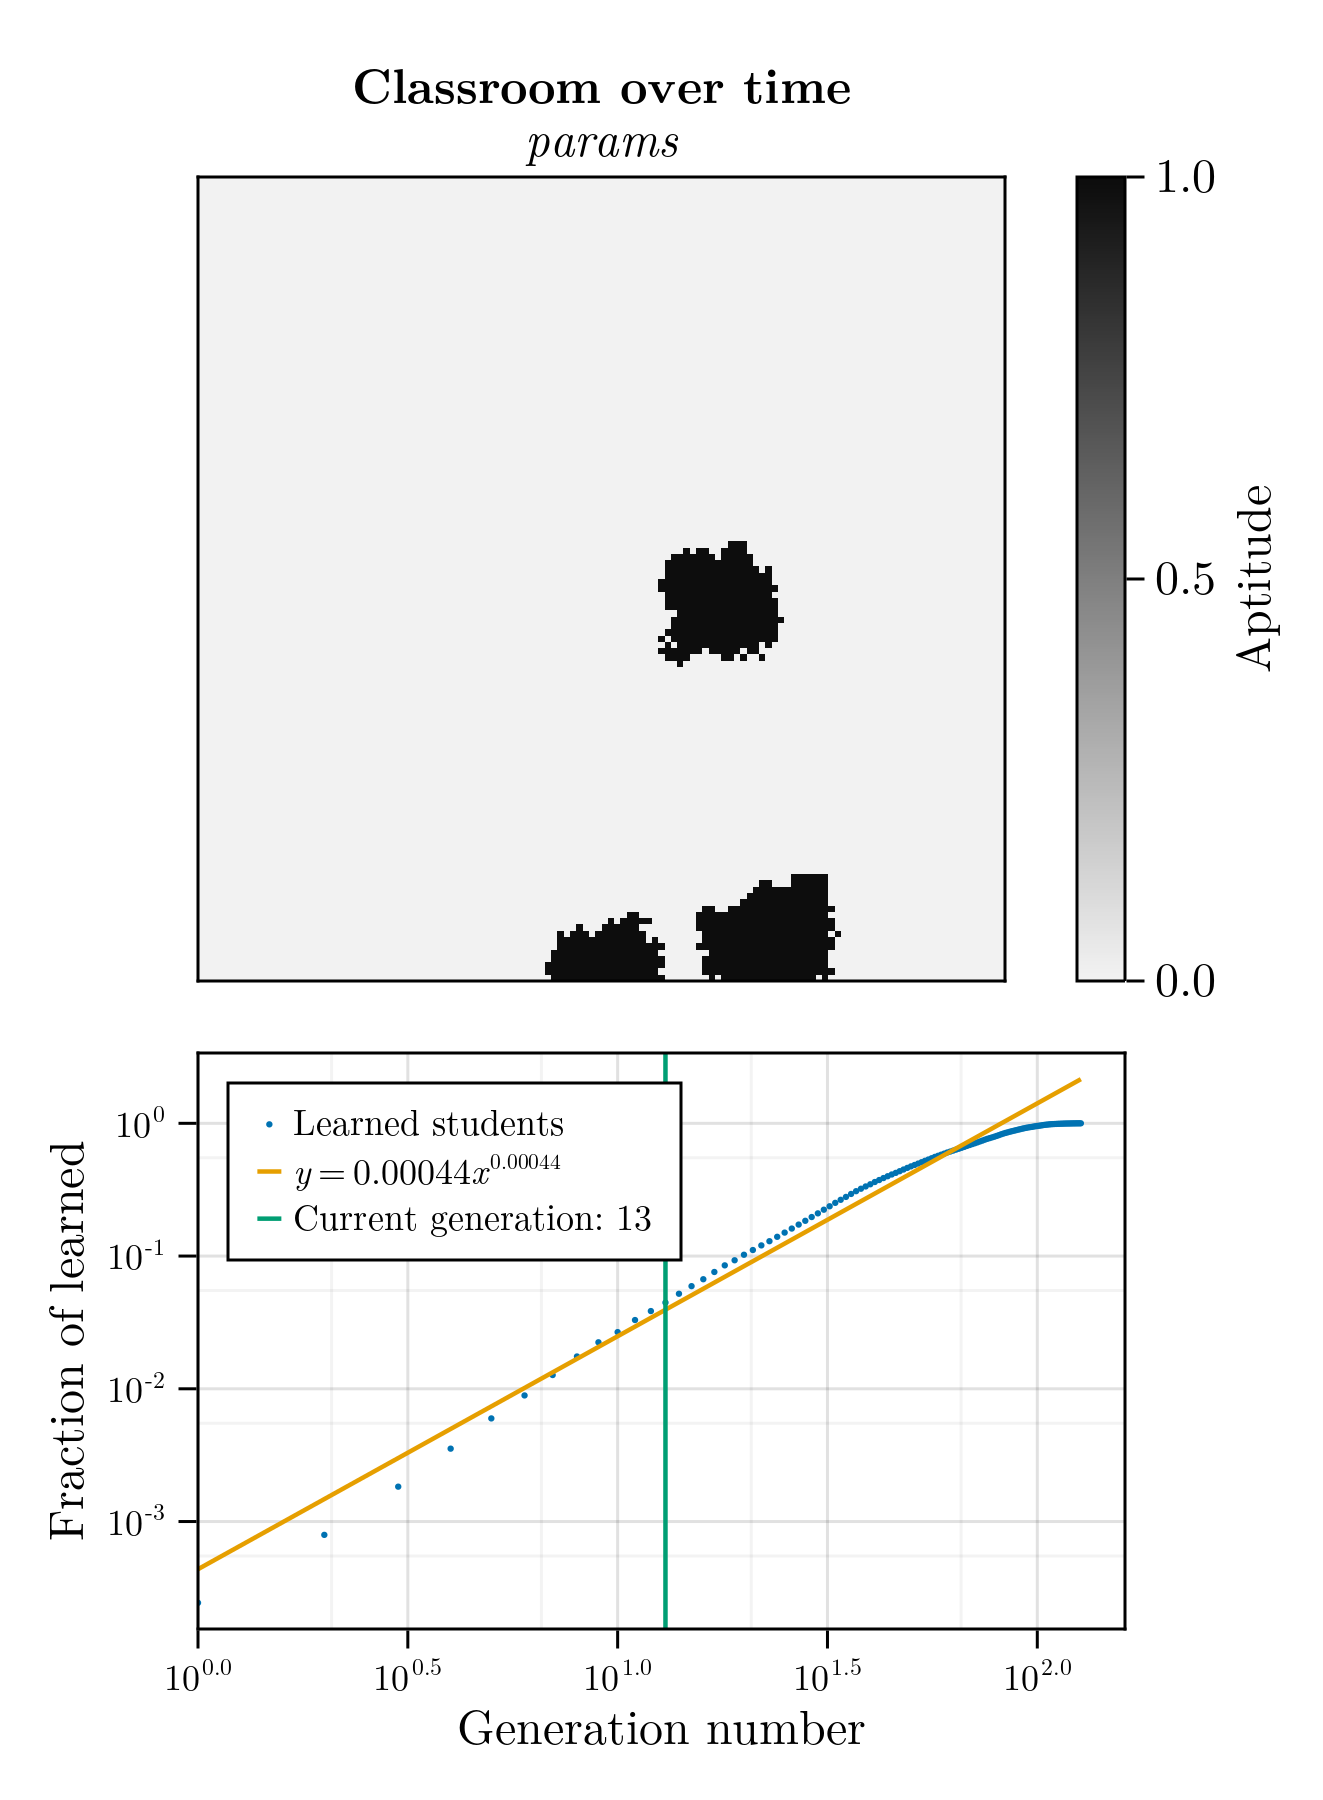 Classroom over time
params
1.0
0.5
0.0
Aptitude
Learned students
y = 0.00044x^0.00044
Current generation: 13
10^0
10^-1
10^-2
10^-3
Fraction of learned
10^0.0 10^0.5 10^1.0 10^1.5 10^2.0
Generation number